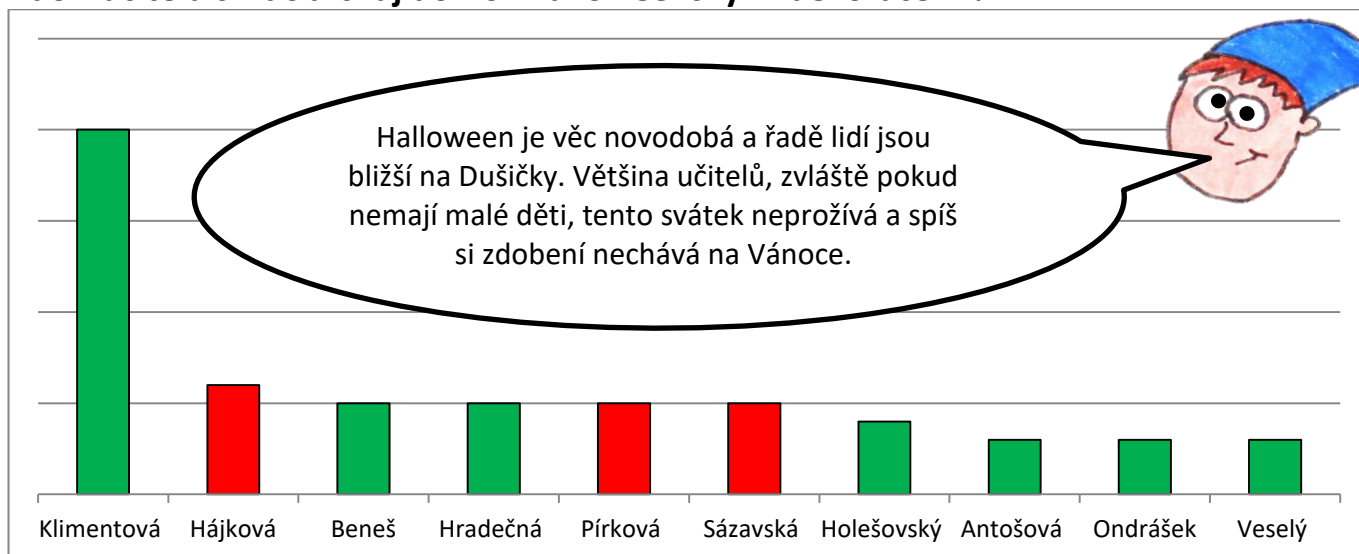 Halloween je věc novodobá a řadě lidí jsou
bližší na Dušičky. Většina učitelů, zvláště pokud
nemají malé děti, tento svátek neprožívá a spíš
si zdobení nechává na Vánoce.
Klimentová Hájková Beneš Hradečná Pírková Sázavská Holešovský Antošová Ondrášek Veselý